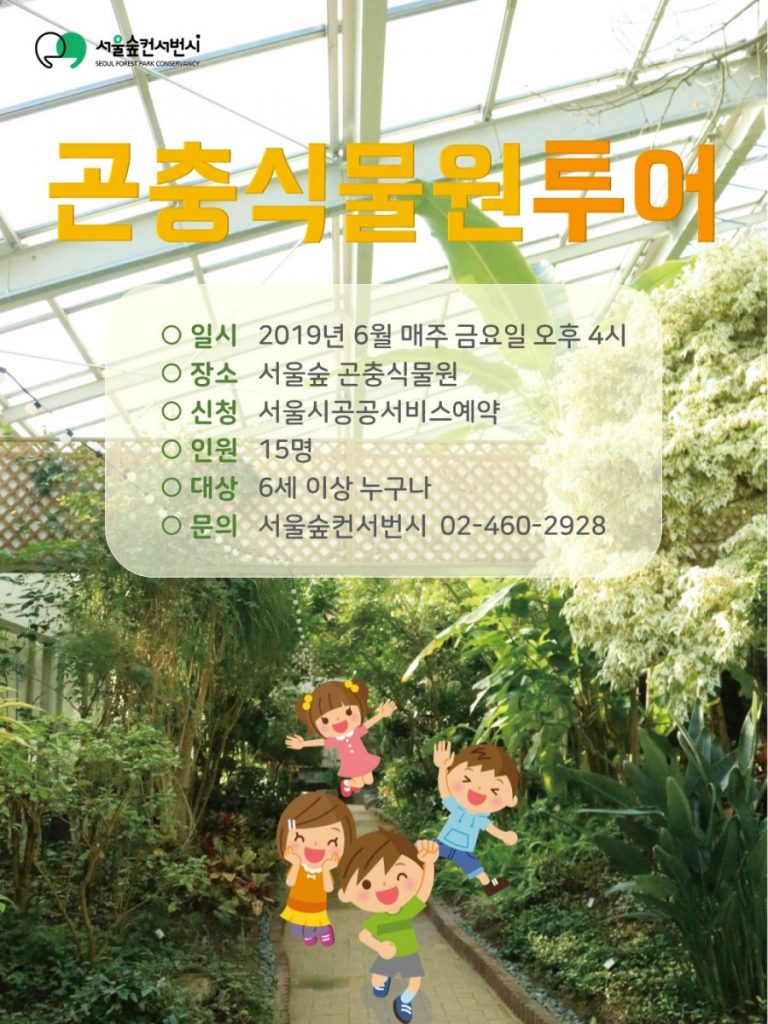 서울숲컨서번시
SEOUL FOREST PARK CONSERVANCY
곤충식물원투어
○ 일시 2019년 6월 매주 금요일 오후 4시
○ 장소 서울숲 곤충식물원
○ 신청 서울시공공서비스예약
○ 인원 15명
○ 대상 6세 이상 누구나
○ 문의 서울숲컨서번시 02-460-2928